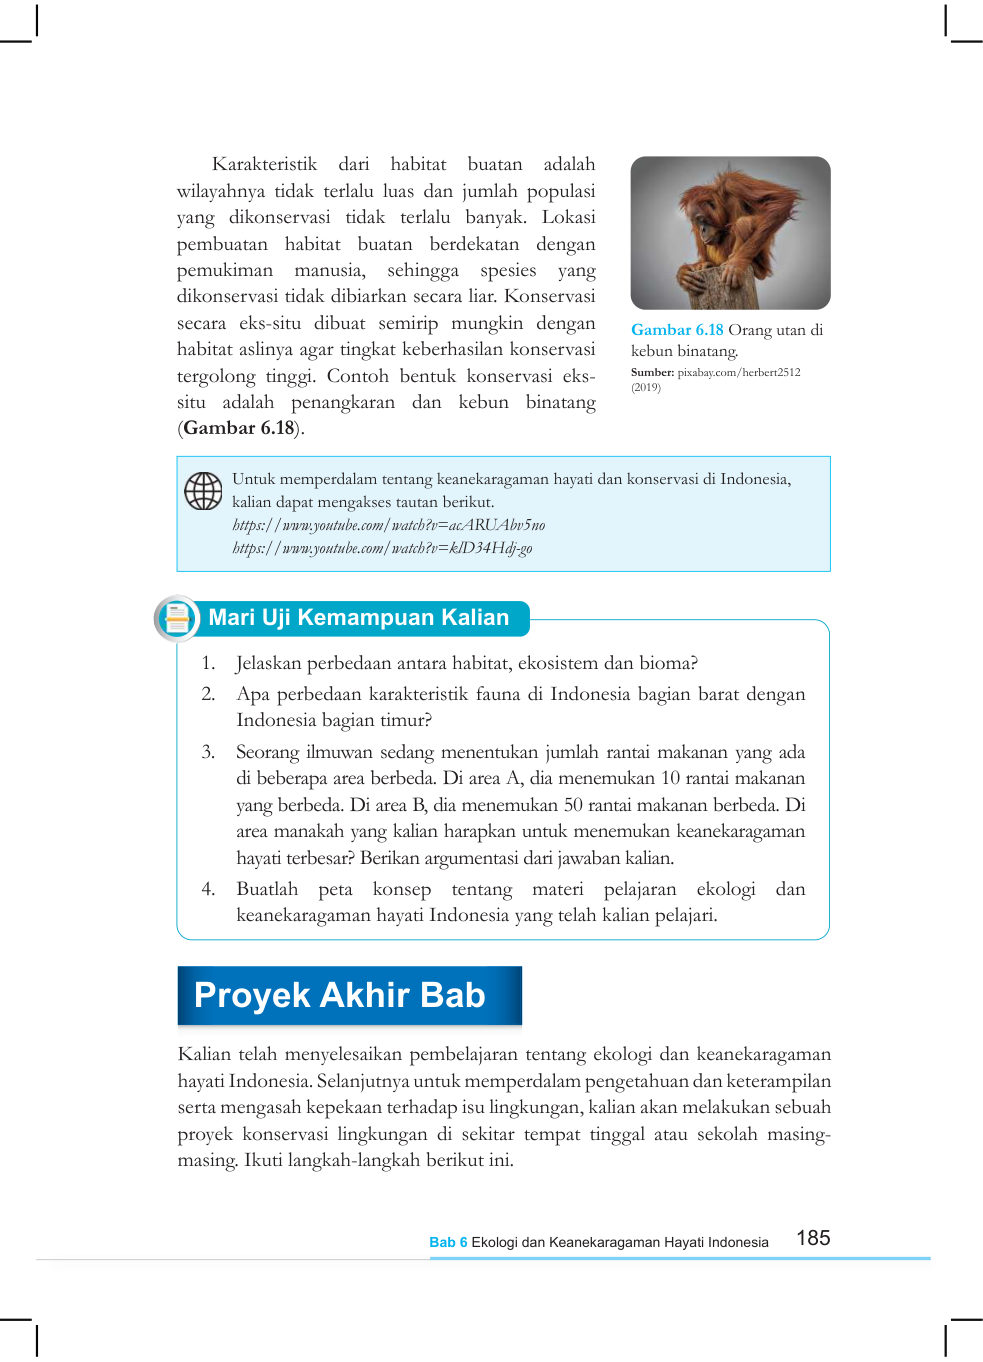 Karakteristik dari habitat buatan adalah
wilayahnya tidak terlalu luas dan jumlah populasi
yang dikonservasi tidak terlalu banyak. Lokasi
pembuatan habitat buatan berdekatan dengan
pemukiman manusia, sehingga spesies yang
dikonservasi tidak dibiarkan secara liar. Konservasi
secara eks-situ dibuat semirip mungkin dengan
habitat aslinya agar tingkat keberhasilan konservasi
tergolong tinggi. Contoh bentuk konservasi eks-
situ adalah penangkaran dan kebun binatang
(Gambar 6.18).
Gambar 6.18 Orang utan di
kebun binatang.
Sumber: pixabay.com/herbert2512
(2019)
Untuk memperdalam tentang keanekaragaman hayati dan konservasi di Indonesia,
kalian dapat mengakses tautan berikut.
https://www.youtube.com/watch?v=acARUAbv5no
https://www.youtube.com/watch?v=klD34Hdj-go
Mari Uji Kemampuan Kalian
1. Jelaskan perbedaan antara habitat, ekosistem dan bioma?
2. Apa perbedaan karakteristik fauna di Indonesia bagian barat dengan
Indonesia bagian timur?
3. Seorang ilmuwan sedang menentukan jumlah rantai makanan yang ada
di beberapa area berbeda. Di area A, dia menemukan 10 rantai makanan
yang berbeda. Di area B, dia menemukan 50 rantai makanan berbeda. Di
area manakah yang kalian harapkan untuk menemukan keanekaragaman
hayati terbesar? Berikan argumentasi dari jawaban kalian.
4. Buatlah peta konsep tentang materi pelajaran ekologi dan
keanekaragaman hayati Indonesia yang telah kalian pelajari.
Proyek Akhir Bab
Kalian telah menyelesaikan pembelajaran tentang ekologi dan keanekaragaman
hayati Indonesia. Selanjutnya untuk memperdalam pengetahuan dan keterampilan
serta mengasah kepekaan terhadap isu lingkungan, kalian akan melakukan sebuah
proyek konservasi lingkungan di sekitar tempat tinggal atau sekolah masing-
masing. Ikuti langkah-langkah berikut ini.
Bab 6 Ekologi dan Keanekaragaman Hayati Indonesia 185